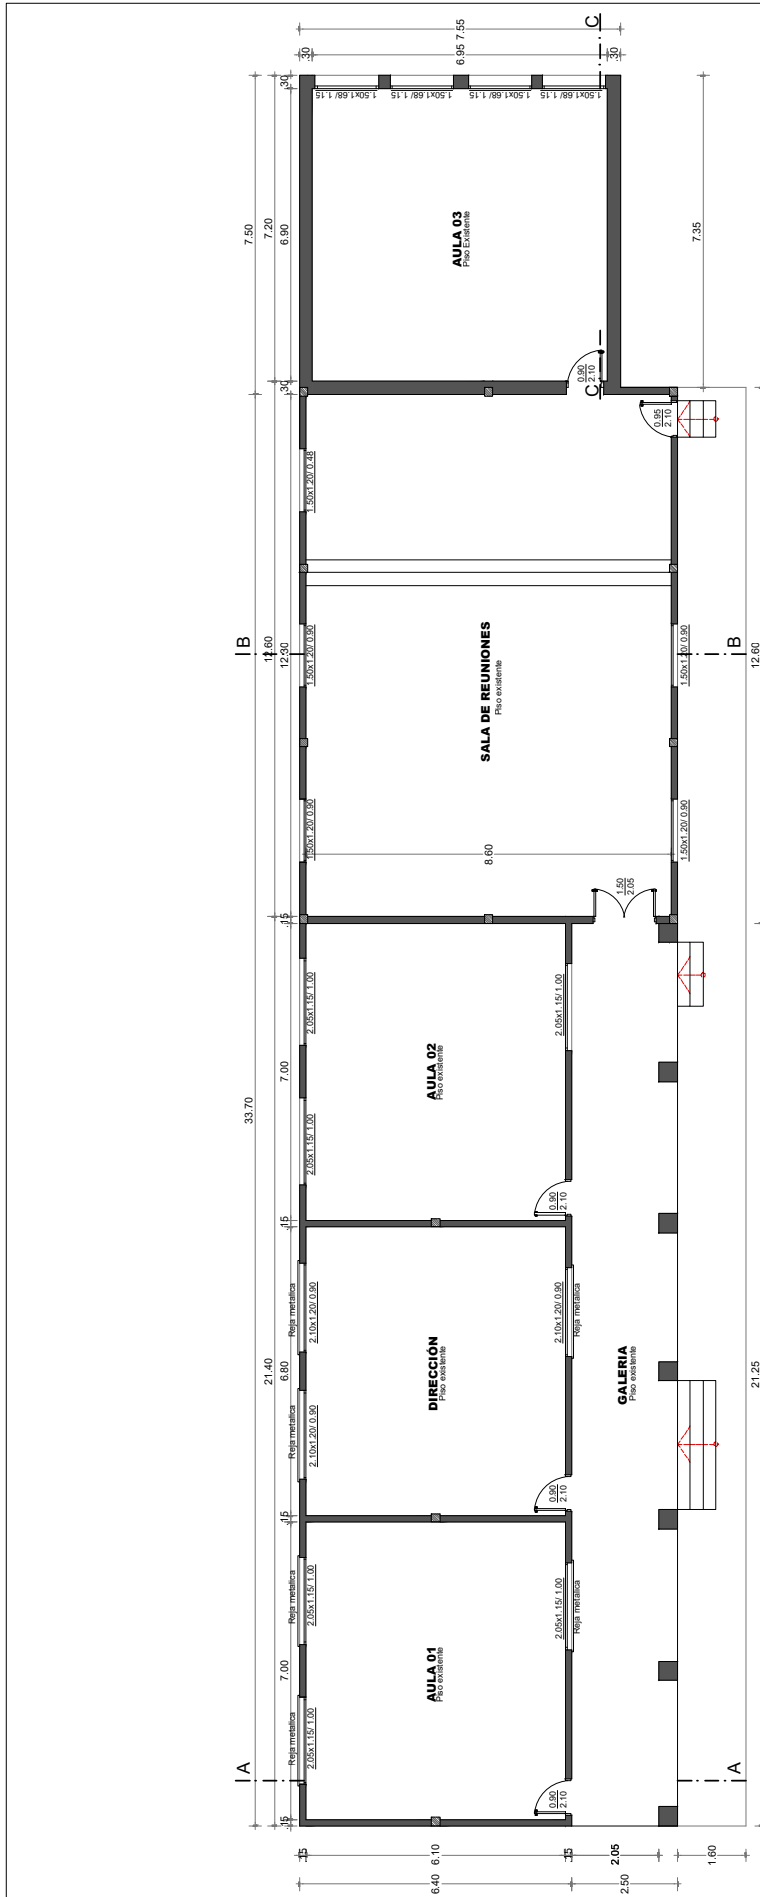 7.55
C
.30
6.95
.30
.30
1.50x1.68/ 1.15
1.50x1.68/ 1.15
1.50x1.68/ 1.15
1.50x1.68/ 1.15
7.50
7.20
6.90
AULA 03
Piso Existente
7.35
.30
C
0.90
2.10
0.95
2.10
1.50x1.20/ 0.48
B
12.60
12.30
1.50x1.20/ 0.90
SALA DE REUNIONES
Piso existente
1.50x1.20/ 0.90
B
12.60
1.50x1.20/ 0.90
8.60
1.50x1.20/ 0.90
1.50
2.05
.15
2.05x1.15/ 1.00
2.05x1.15/ 1.00
33.70
7.00
AULA 02
Piso existente
2.05x1.15/ 1.00
0.90
2.10
.15
Reja metalica
2.10x1.20/ 0.90
2.10x1.20/ 0.90
Reja metalica
21.40
6.80
DIRECCIÓN
Piso existente
GALERIA
Piso existente
21.25
Reja metalica
2.10x1.20/ 0.90
0.90
2.10
.15
Reja metalica
2.05x1.15/ 1.00
2.05x1.15/ 1.00
Reja metalica
7.00
AULA 01
Piso existente
Reja metalica
2.05x1.15/ 1.00
A
A
0.90
2.10
.15
.15
6.10
.15
2.05
1.60
6.40
2.50